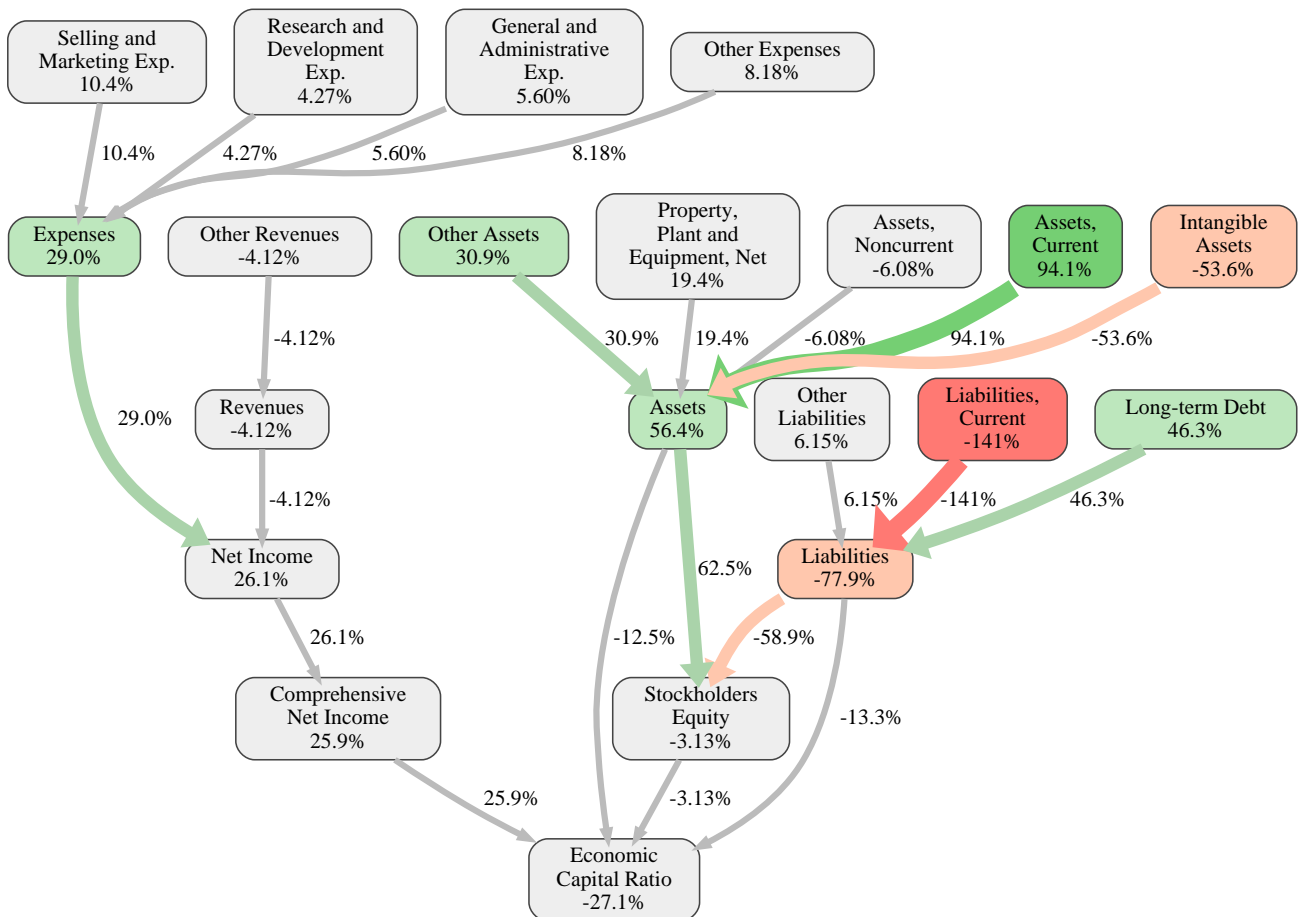 Selling and
Marketing Exp.
10.4%
Research and
Development
Exp.
4.27%
General and
Administrative
Exp.
5.60%
Other Expenses
8.18%
10.4%
4.27%
5.60%
8.18%
Expenses
29.0%
Other Revenues
-4.12%
Other Assets
30.9%
Property,
Plant and
Equipment, Net
19.4%
Assets,
Noncurrent
-6.08%
Assets,
Current
94.1%
Intangible
Assets
-53.6%
-4.12%
30.9%
19.4%
-6.08%
94.1%
-53.6%
29.0%
Revenues
-4.12%
Assets
56.4%
Other
Liabilities
6.15%
Liabilities,
Current
-141%
Long-term Debt
46.3%
-4.12%
6.15%
-141%
46.3%
Net Income
26.1%
62.5%
Liabilities
-77.9%
26.1%
-12.5%
-58.9%
Comprehensive
Net Income
25.9%
Stockholders
Equity
-3.13%
-13.3%
25.9%
-3.13%
Economic
Capital Ratio
-27.1%